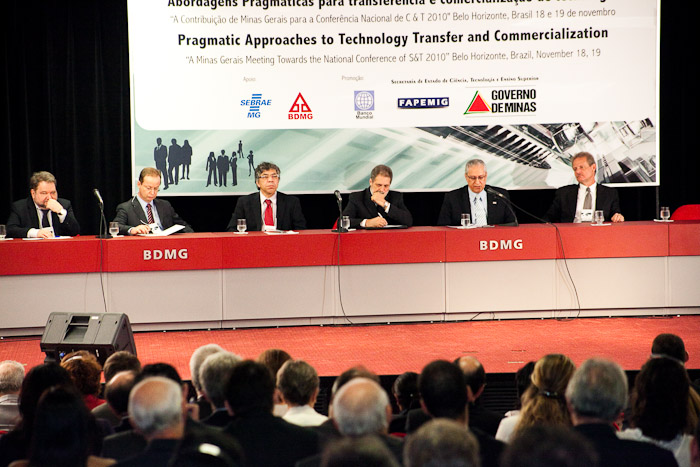 Abordagens Pragmáticas para transferência e comercialização de
"A Contribuição de Minas Gerais para a Conferência Nacional de C & T 2010" Belo Horizonte, Brasil 18 e 19 de novembro
Pragmatic Approaches to Technology Transfer and Commercialization
"A Minas Gerais Meeting Towards the National Conference of S&T 2010" Belo Horizonte, Brazil, November 18, 19
Apoio:
Promoção:
Secretaria de Estado de Ciência, Tecnologia e Ensino Superior
SEBRAE
MG
BDMG
Banco
Mundial
FAPEMIG
GOVERNO
DE MINAS
BDMG
BDMG